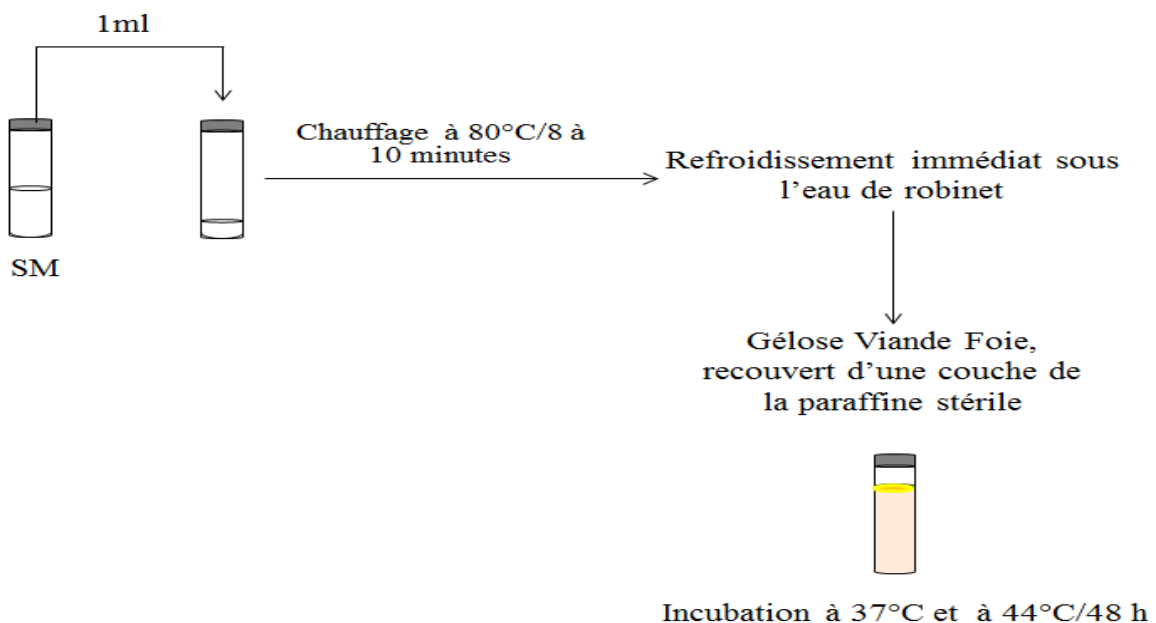 1ml
SM
Chauffage à 80°C/8 à
10 minutes
Refroidissement immédiat sous
l'eau de robinet
Gélose Viande Foie,
recouvert d'une couche de
la paraffine stérile
Incubation à 37°C et à 44°C/48 h